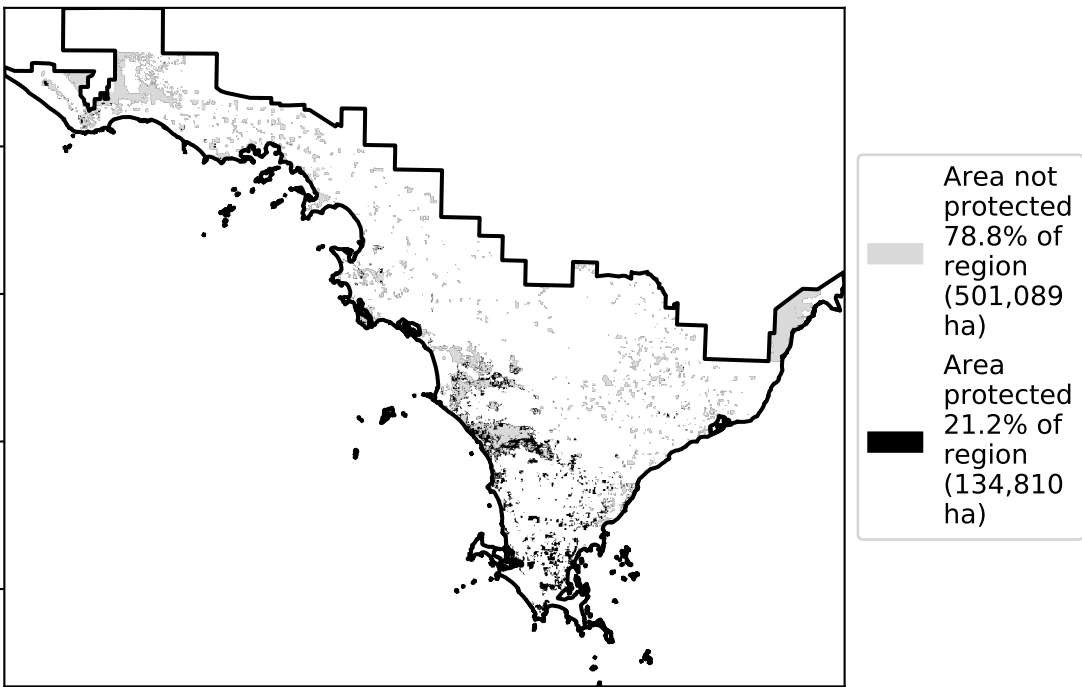 Area not
protected
78.8% of
region
(501,089
ha)
Area
protected
21.2% of
region
(134,810
ha)